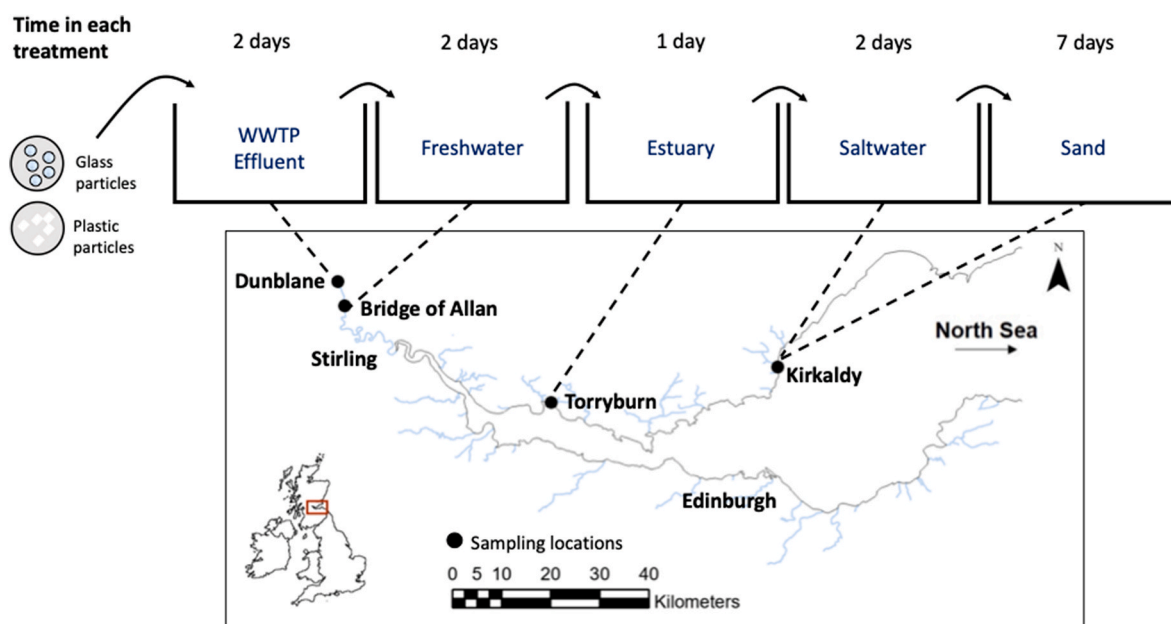 Time in each
treatment
2 days
2 days
1 day
2 days
7 days
Glass
particles
Plastic
particles
WWTP
Effluent
Freshwater
Estuary
Saltwater
Sand
Dunblane
Bridge of Allan
Stirling
Torryburn
Kirkaldy
Edinburgh
N
North Sea
Sampling locations
0 5 10 20 30 40
Kilometers